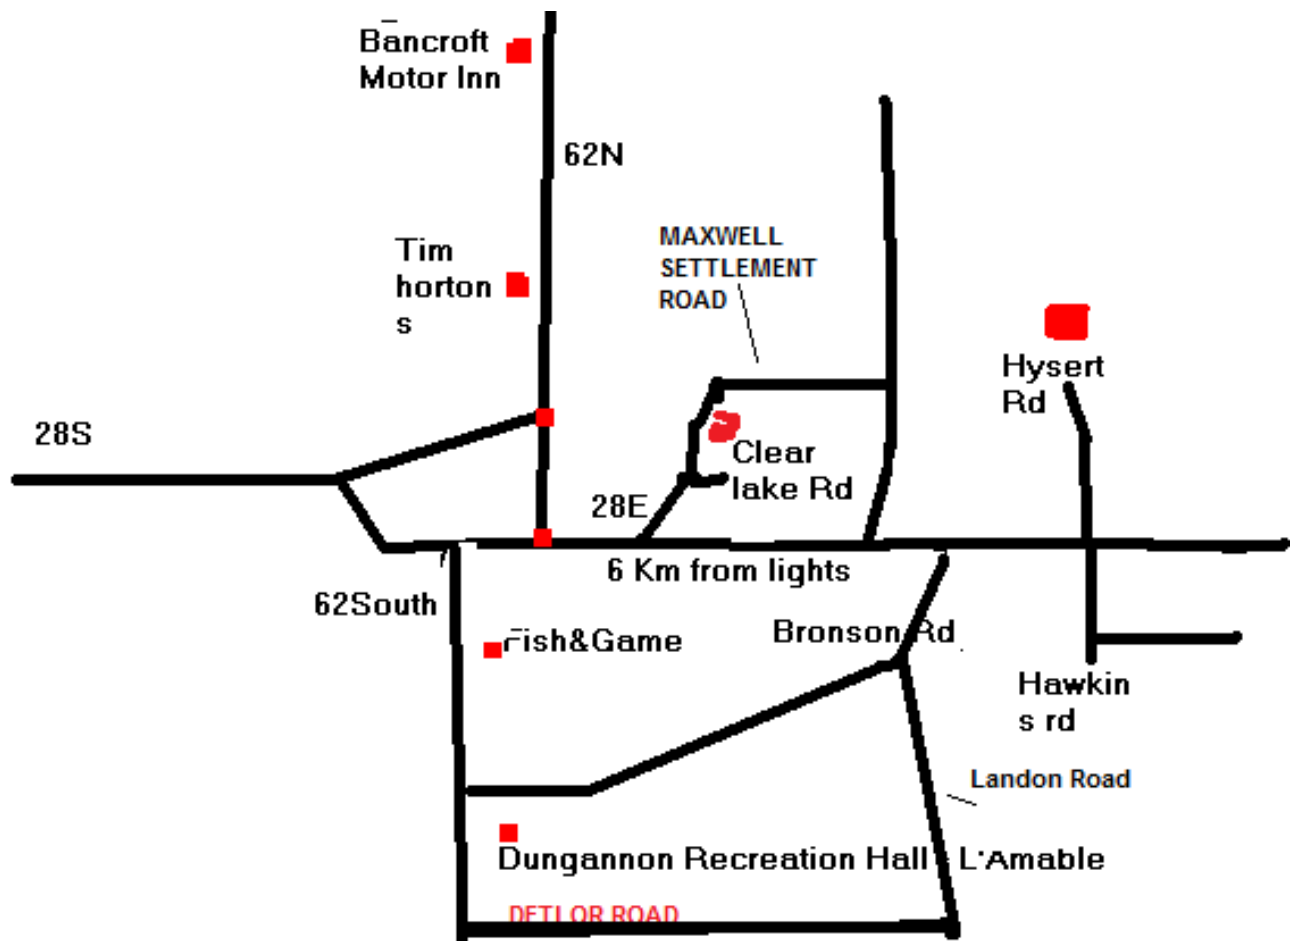 Bancroft
Motor Inn
62N
MAXWELL
SETTLEMENT
ROAD
Tim
horton
s
Hysert
Rd
28S
Clear
lake Rd
28E
6 Km from lights
62South
Fish&Game
Bronson Rd
Hawkin
s rd
Landon Road
Dungannon Recreation Hall L'Amable
DETLOR ROAD